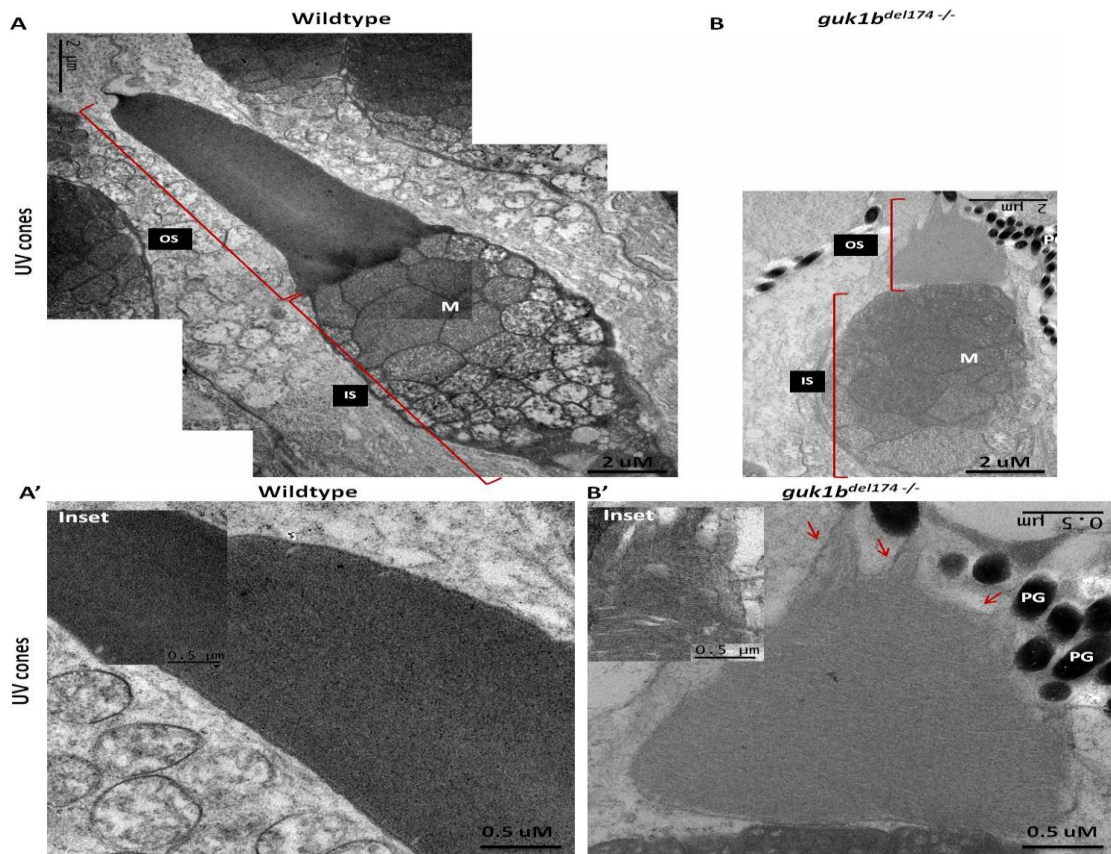 A
Wildtype
B
guk1b^del174 -/-
2 µm
UV cones
OS
M
IS
2 uM
2 µm
OS
M
IS
2 uM
A'
Wildtype
B'
guk1b^del174 -/-
UV cones
Inset
0.5 µm
0.5 uM
Inset
0.5 µm
0.5 µm
PG
PG
0.5 uM